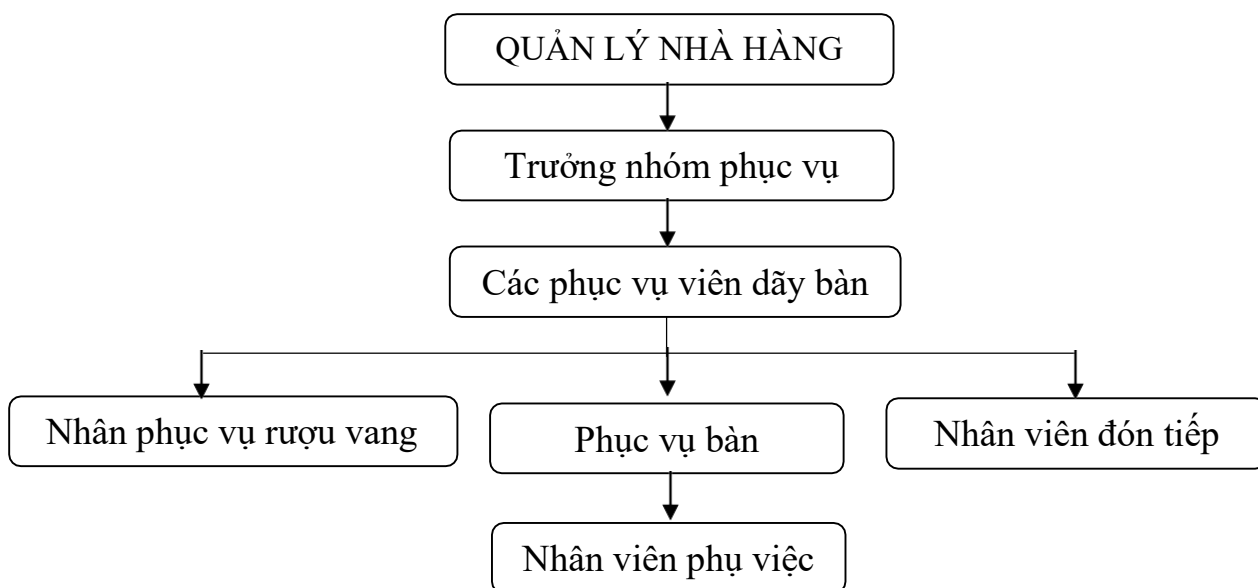 QUẢN LÝ NHÀ HÀNG
Trưởng nhóm phục vụ
Các phục vụ viên dãy bàn
Nhân phục vụ rượu vang
Phục vụ bàn
Nhân viên đón tiếp
Nhân viên phụ việc